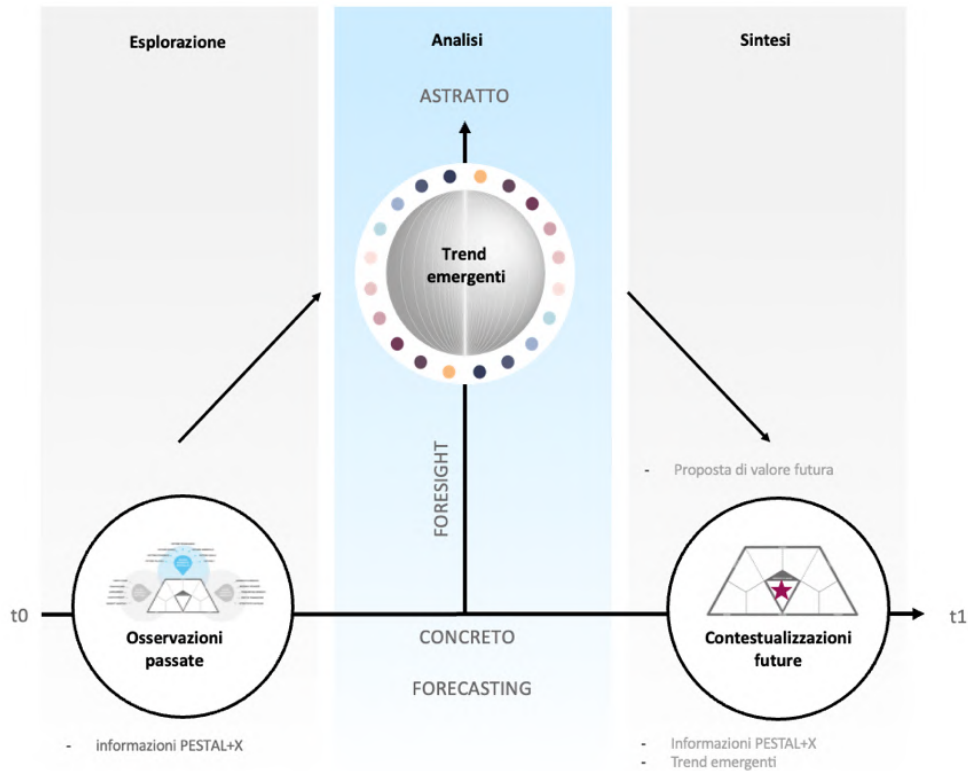 Esplorazione
Analisi
Sintesi
ASTRATTO
Trend
emergenti
FORESIGHT
- Proposta di valore futura
t0
t1
Osservazioni
passate
CONCRETO
Contestualizzazioni
future
FORECASTING
- informazioni PESTAL+X
- Informazioni PESTAL+X
- Trend emergenti